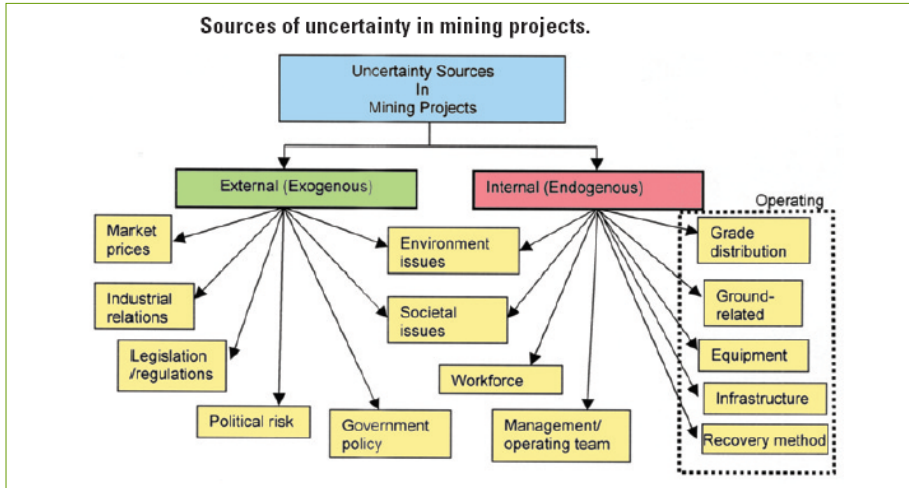 Sources of uncertainty in mining projects.
Uncertainty Sources
In
Mining Projects
External (Exogenous)
Internal (Endogenous)
Operating
Market
prices
Environment
issues
Grade
distribution
Industrial
relations
Societal
issues
Ground-
related
Legislation
/regulations
Workforce
Equipment
Infrastructure
Political risk
Government
policy
Management/
operating team
Recovery method